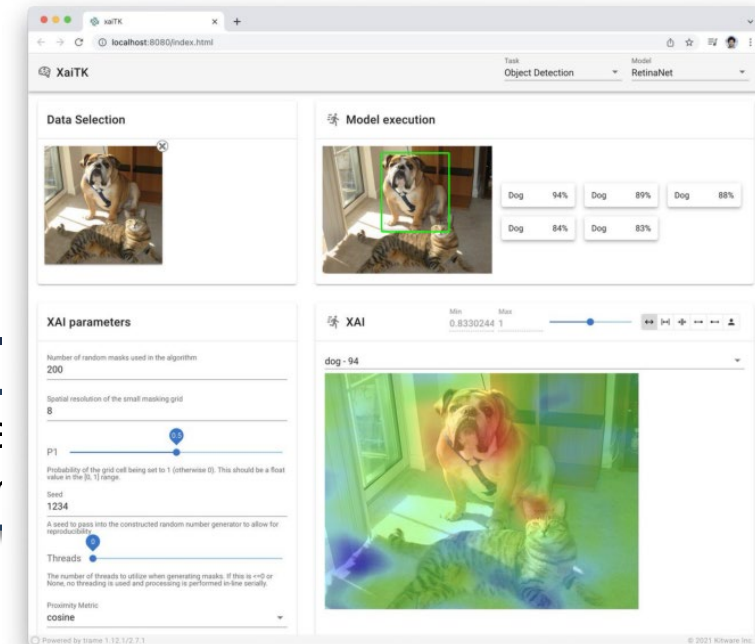 xaiTK
localhost:8080/index.html
XaiTK
Task
Object Detection
Model
RetinaNet
Data Selection
Model execution
Dog 94% Dog 89% Dog 88%
Dog 84% Dog 83%
XAI parameters
Number of random masks used in the algorithm
200
Spatial resolution of the small masking grid
8
0.5
P1
Probability of the grid cell being set to 1 (otherwise 0). This should be a float
value in the [0, 1] range.
Seed
1234
A seed to pass into the constructed random number generator to allow for
reproducibility
0
Threads
The number of threads to utilize when generating masks. If this is <=0 or
None, no threading is used and processing is performed in-line serially.
Proximity Metric
cosine
XAI
Min
0.8330244
Max
1
dog - 94
Powered by trame 1.13.1/2.7.1
© 2021 Kitware Inc.